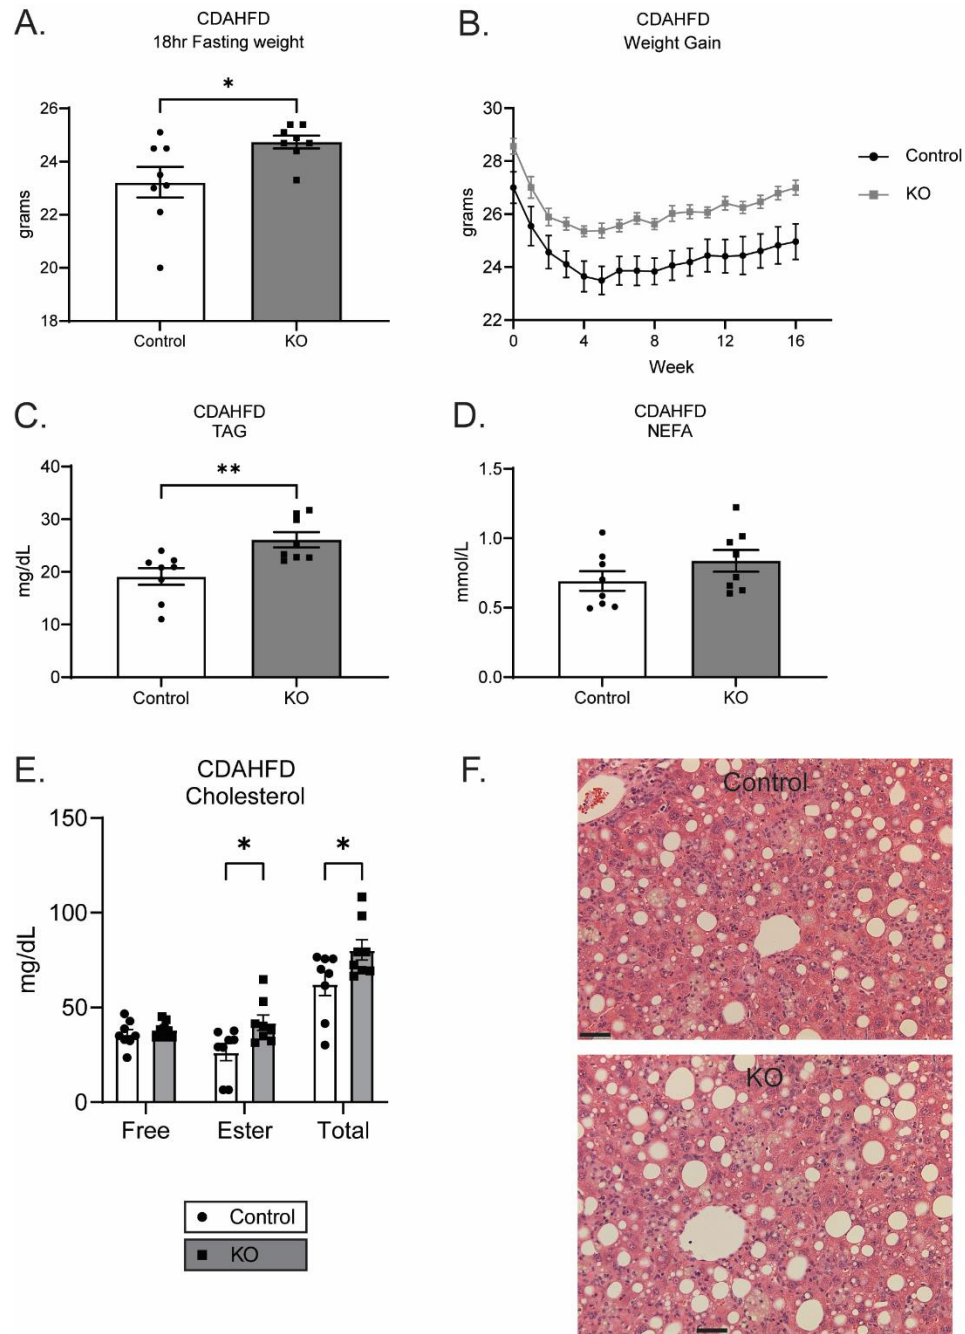 A.
CDAHFD
18hr Fasting weight
*
grams
26
24
22
20
18
Control
KO
B.
CDAHFD
Weight Gain
grams
30
28
26
24
22
0
4
8
12
16
Week
Control
KO
C.
CDAHFD
TAG
**
mg/dL
40
30
20
10
0
Control
KO
D.
CDAHFD
NEFA
mmol/L
1.5
1.0
0.5
0.0
Control
KO
E.
CDAHFD
Cholesterol
*
*
mg/dL
150
100
50
0
Free
Ester
Total
Control
KO
F.
Control
KO